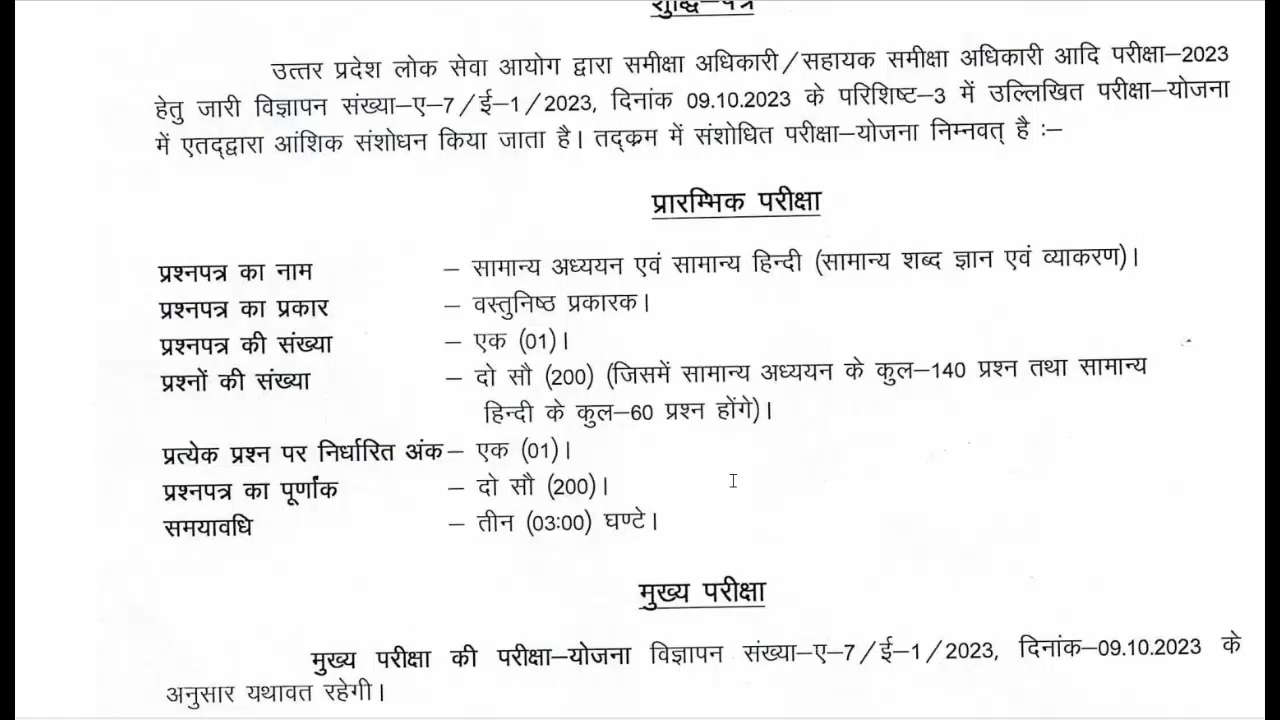 शुद्धि–पत्र
उत्तर प्रदेश लोक सेवा आयोग द्वारा समीक्षा अधिकारी/सहायक समीक्षा अधिकारी आदि परीक्षा–2023
हेतु जारी विज्ञापन संख्या–ए–7/ई–1/2023, दिनांक 09.10.2023 के परिशिष्ट–3 में उल्लिखित परीक्षा–योजना
में एतद्द्वारा आंशिक संशोधन किया जाता है। तद्क्रम में संशोधित परीक्षा–योजना निम्नवत् है :–
प्रारम्भिक परीक्षा
प्रश्नपत्र का नाम – सामान्य अध्ययन एवं सामान्य हिन्दी (सामान्य शब्द ज्ञान एवं व्याकरण)।
प्रश्नपत्र का प्रकार – वस्तुनिष्ठ प्रकारक।
प्रश्नपत्र की संख्या – एक (01)।
प्रश्नों की संख्या – दो सौ (200) (जिसमें सामान्य अध्ययन के कुल–140 प्रश्न तथा सामान्य
हिन्दी के कुल–60 प्रश्न होंगे)।
प्रत्येक प्रश्न पर निर्धारित अंक – एक (01)।
प्रश्नपत्र का पूर्णांक – दो सौ (200)।
समयावधि – तीन (03:00) घण्टे।
मुख्य परीक्षा
मुख्य परीक्षा की परीक्षा–योजना विज्ञापन संख्या–ए–7/ई–1/2023, दिनांक–09.10.2023 के
अनुसार यथावत रहेगी।